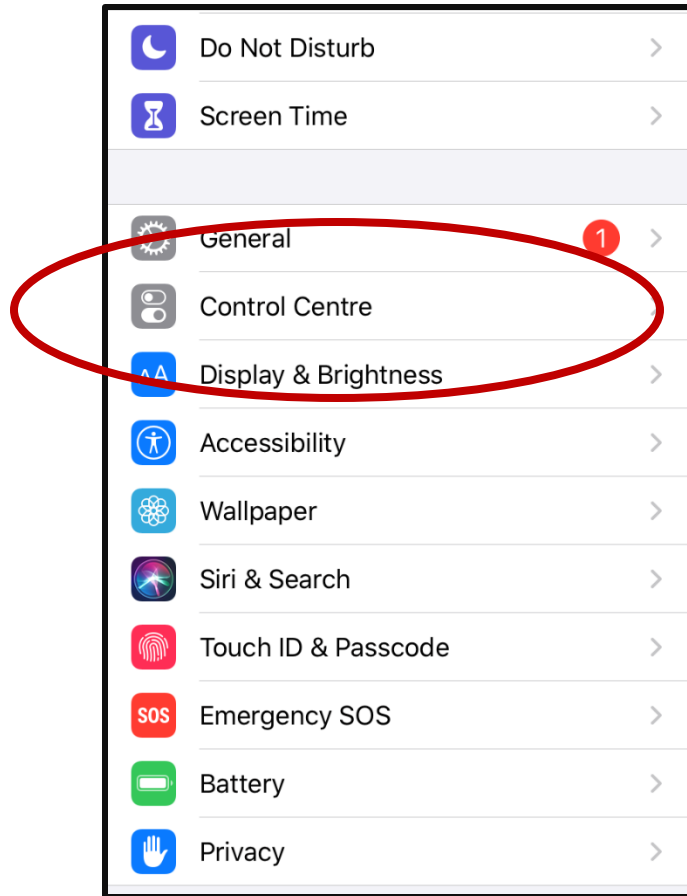 Do Not Disturb
Screen Time
General 1
Control Centre
AA Display & Brightness
Accessibility
Wallpaper
Siri & Search
Touch ID & Passcode
SOS Emergency SOS
Battery
Privacy